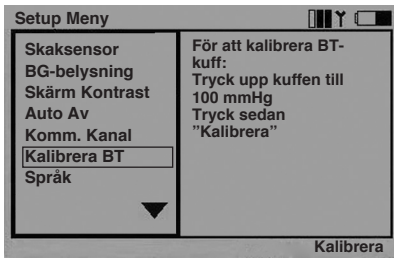 Setup Meny
Skaksensor
BG-belysning
Skärm Kontrast
Auto Av
Komm. Kanal
Kalibrera BT
Språk
För att kalibrera BT-
kuff:
Tryck upp kuffen till
100 mmHg
Tryck sedan
”Kalibrera”
Kalibrera